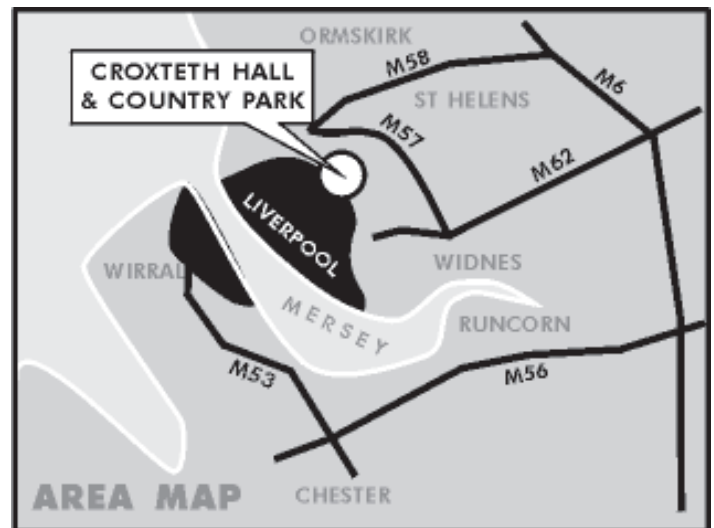 ORMSKIRK
CROXTETH HALL
& COUNTRY PARK
M58
M6
ST HELENS
M57
M62
LIVERPOOL
WIRRAL
WIDNES
MERSEY
RUNCORN
M53
M56
AREA MAP
CHESTER